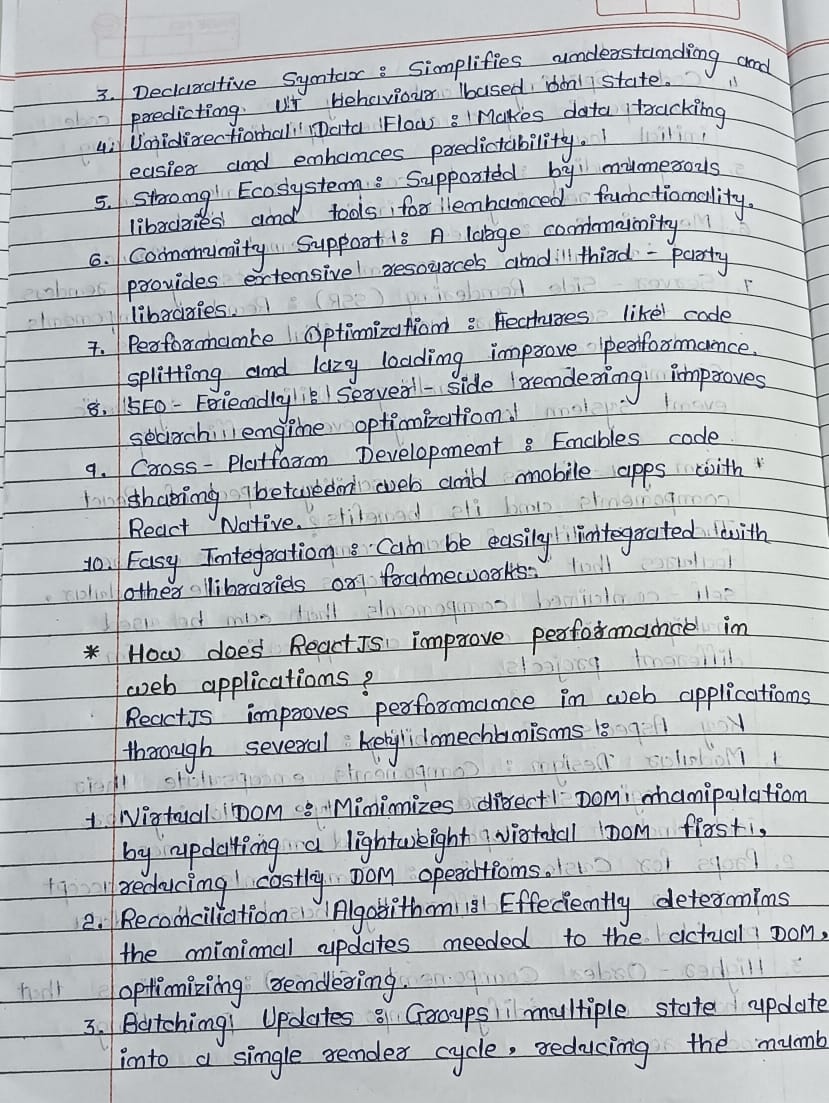 3. Declarative Syntax : Simplifies understanding and
predicting UI behaviour based on state.
4. Unidirectional Data Flow : Makes data tracking
easier and enhances predictability.
5. Strong Ecosystem : Supported by numerous
libraries and tools for enhanced functionality.
6. Community Support : A large community
provides extensive resources and third - party
libraries.
7. Performance Optimization : Features like code
splitting and lazy loading improve performance.
8. SEO - Friendly : Server - side rendering improves
search engine optimization.
9. Cross - Platform Development : Enables code
sharing between web and mobile apps with
React Native.
10. Easy Integration : Can be easily integrated with
other libraries or frameworks.
* How does React JS improve performance in
web applications ?
React JS improves performance in web applications
through several key mechanisms :
1. Virtual DOM : Minimizes direct DOM manipulation
by updating a lightweight virtual DOM first,
reducing costly DOM operations.
2. Reconciliation Algorithm : Effeciently determins
the minimal updates needed to the actual DOM,
optimizing rendering.
3. Batching Updates : Groups multiple state update
into a single render cycle, reducing the numb